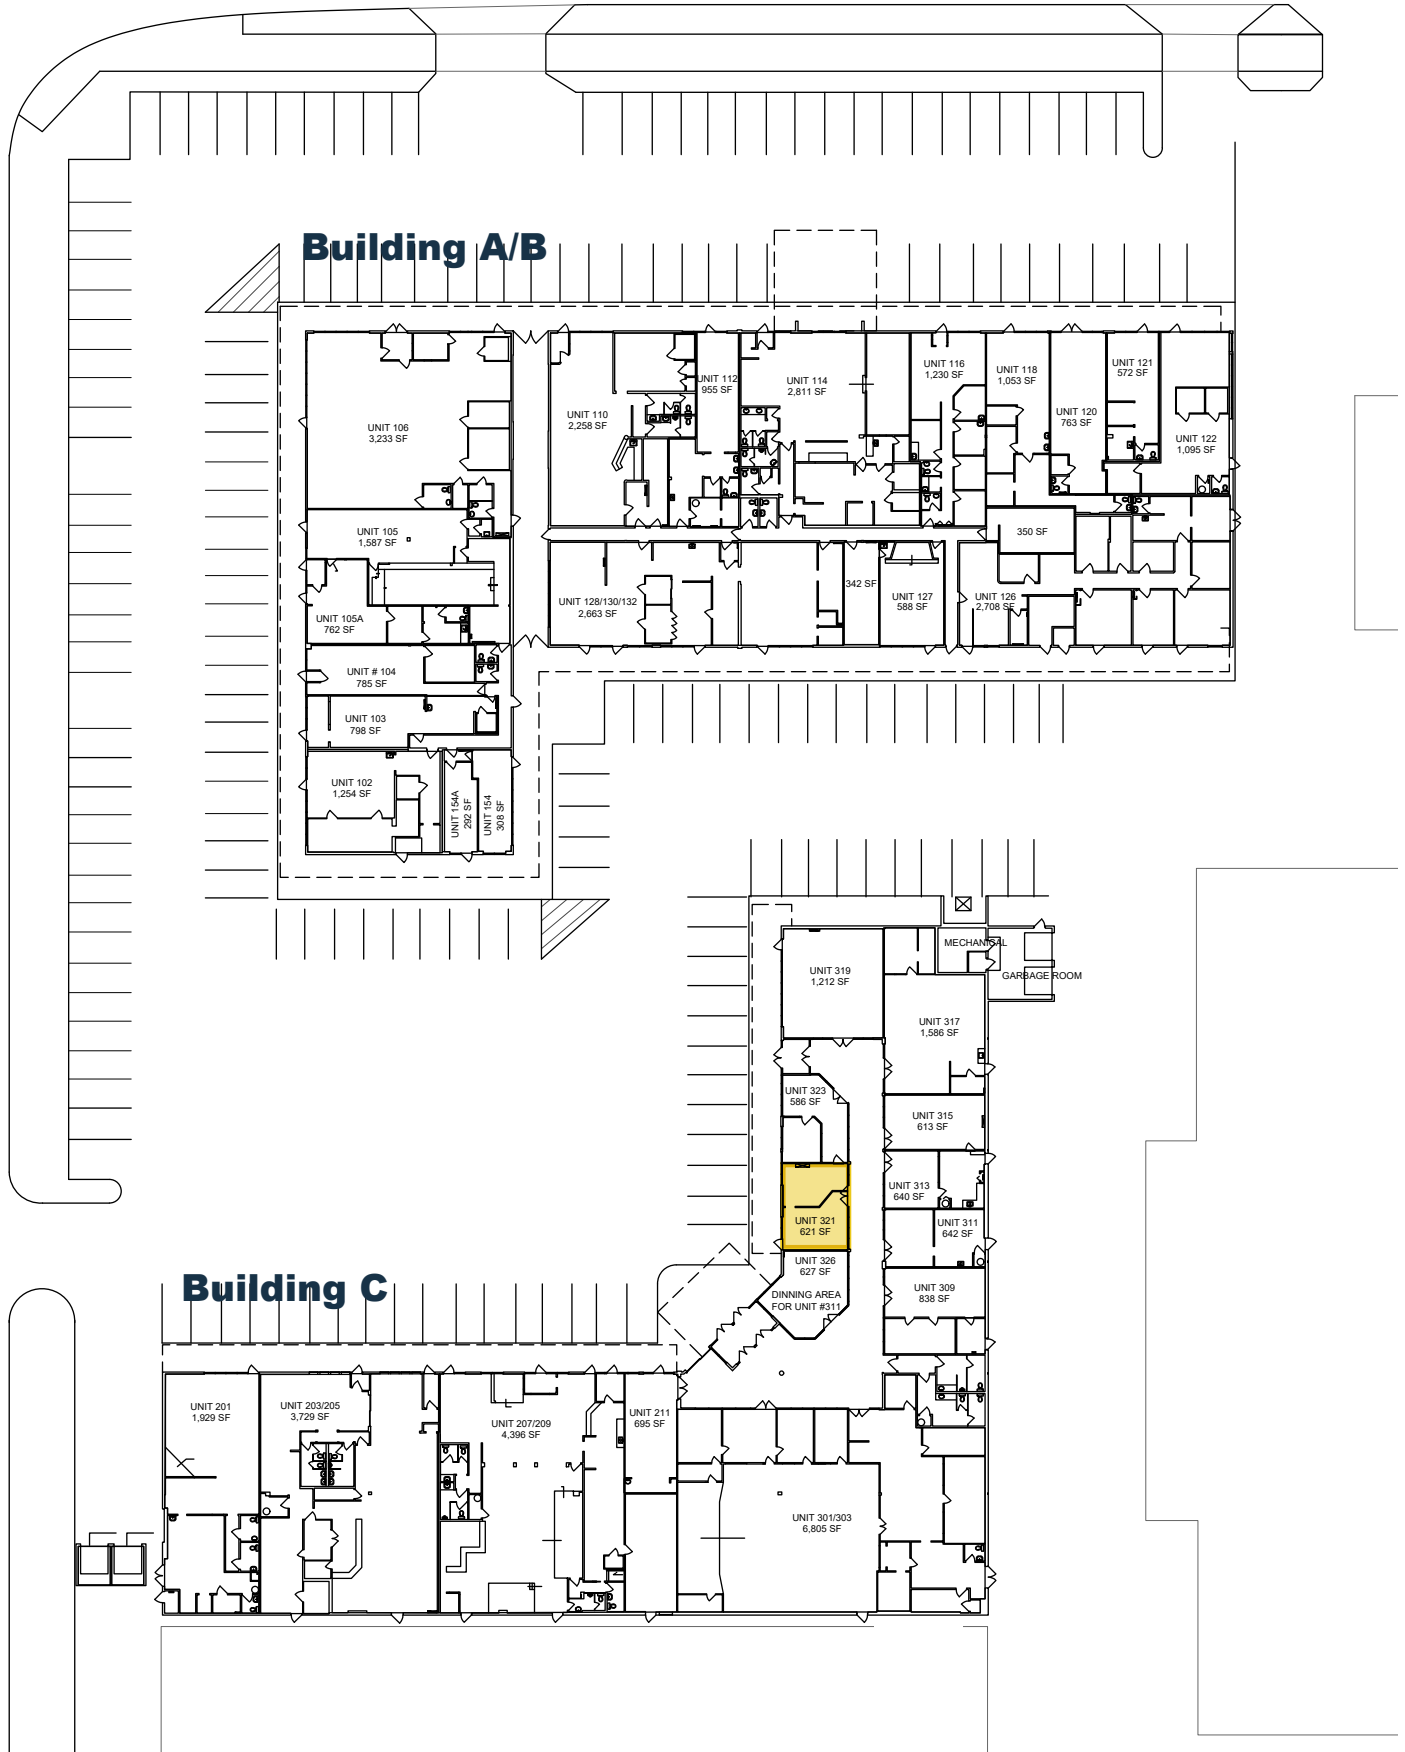 Building A/B
UNIT 106
3,233 SF
UNIT 110
2,258 SF
UNIT 112
955 SF
UNIT 114
2,811 SF
UNIT 116
1,230 SF
UNIT 118
1,053 SF
UNIT 120
763 SF
UNIT 121
572 SF
UNIT 122
1,095 SF
350 SF
UNIT 105
1,587 SF
UNIT 105A
762 SF
UNIT 128/130/132
2,663 SF
342 SF
UNIT 127
588 SF
UNIT 126
2,708 SF
UNIT # 104
785 SF
UNIT 103
798 SF
UNIT 102
1,254 SF
UNIT 154A
292 SF
UNIT 154
308 SF
MECHANICAL
GARBAGE ROOM
UNIT 319
1,212 SF
UNIT 317
1,586 SF
UNIT 323
586 SF
UNIT 315
613 SF
UNIT 313
640 SF
UNIT 321
621 SF
UNIT 311
642 SF
UNIT 326
627 SF
DINNING AREA
FOR UNIT #311
UNIT 309
838 SF
Building C
UNIT 201
1,929 SF
UNIT 203/205
3,729 SF
UNIT 207/209
4,396 SF
UNIT 211
695 SF
UNIT 301/303
6,805 SF